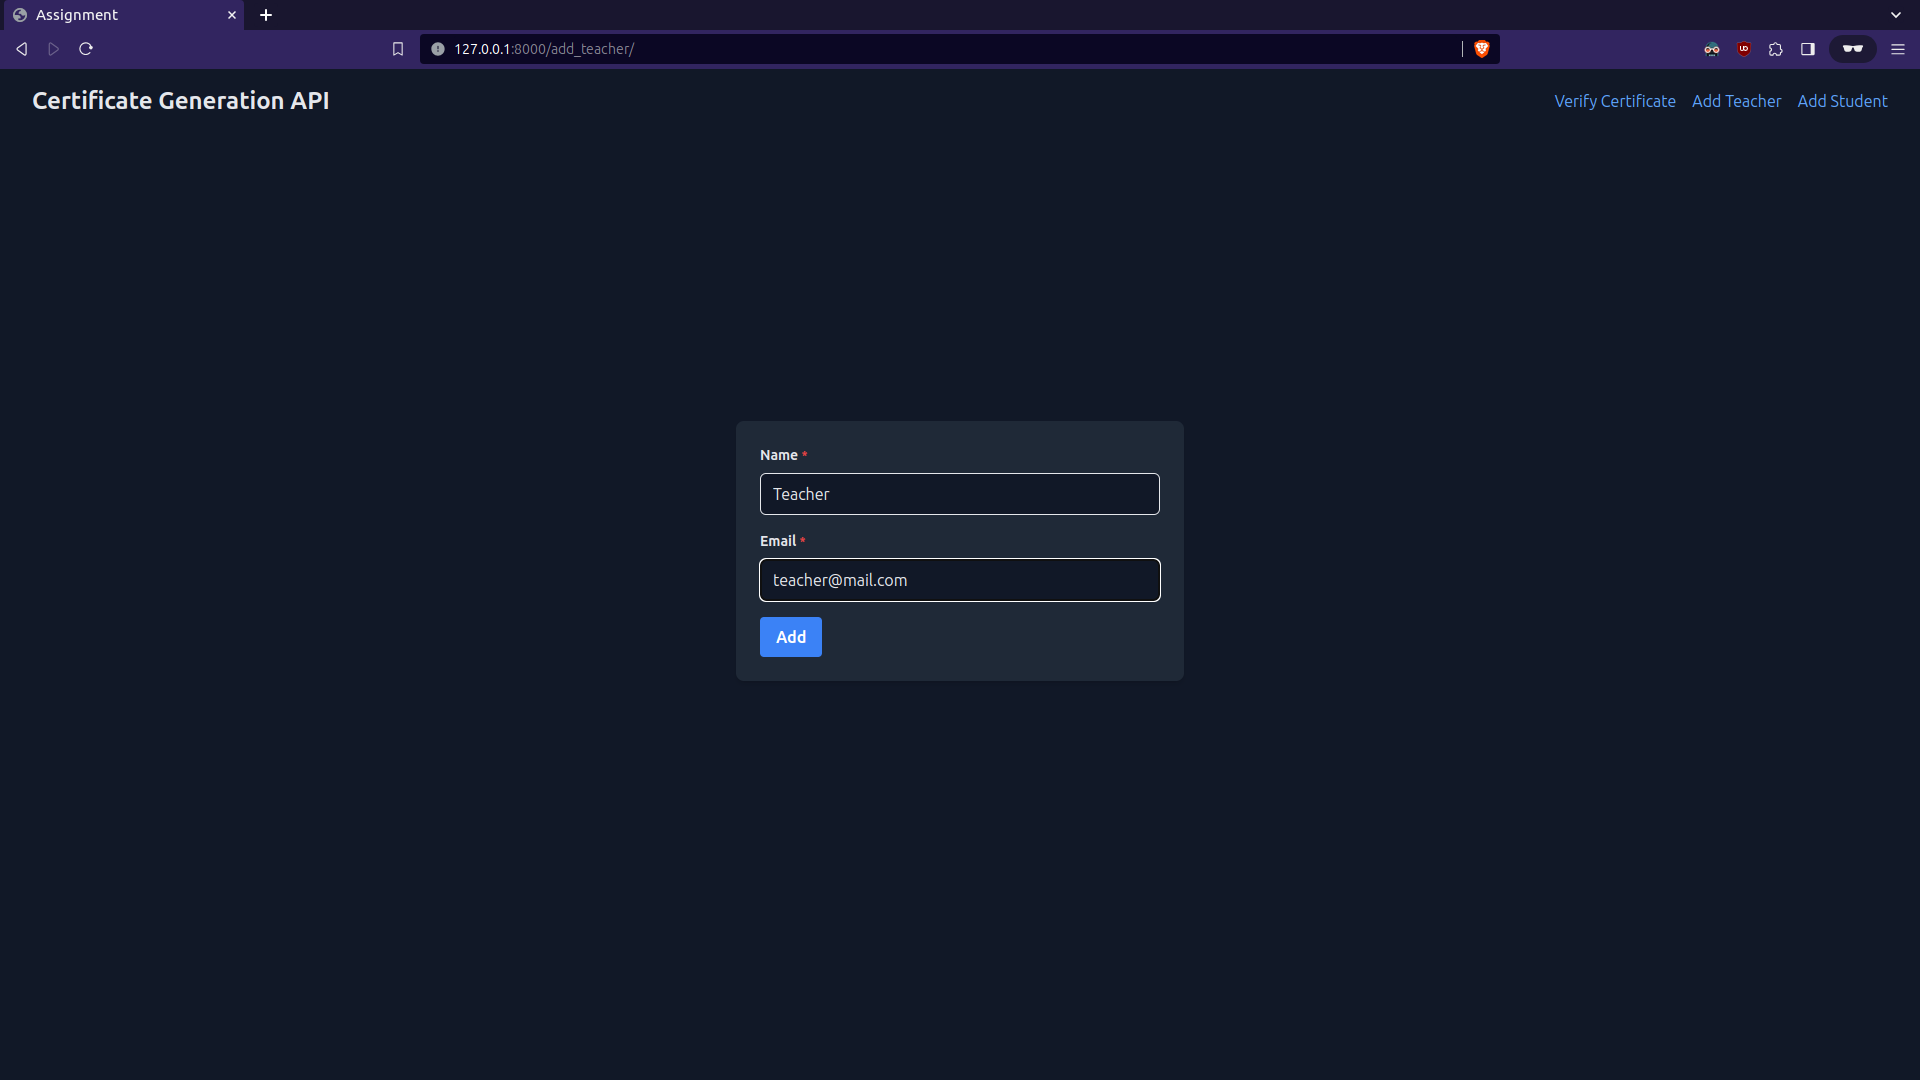 Assignment
127.0.0.1:8000/add_teacher/
Certificate Generation API
Verify Certificate Add Teacher Add Student
Name *
Teacher
Email *
teacher@mail.com
Add